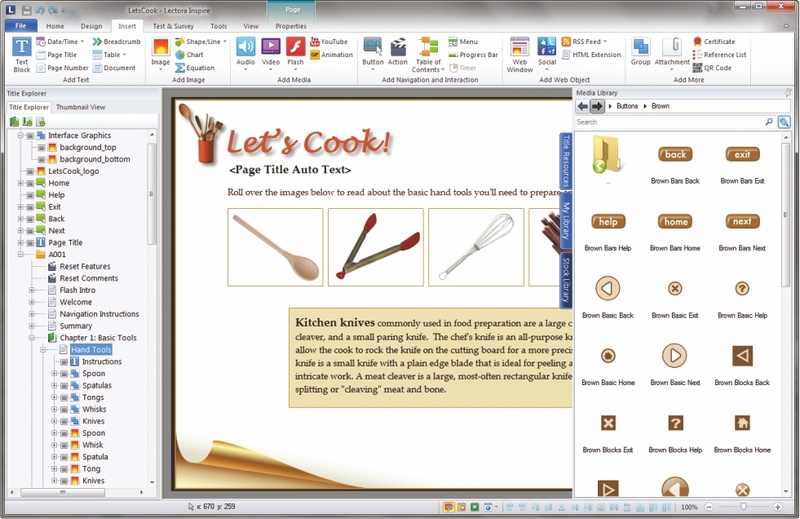 LetsCook - Lectora Inspire
Page
File Home Design Insert Test & Survey Tools View Properties
Text Block
Date/Time
Page Title
Page Number
Breadcrumb
Table
Document
Add Text
Image
Shape/Line
Chart
Equation
Add Image
Audio
Video
Flash
YouTube
Animation
Add Media
Button
Action
Table of Contents
Menu
Progress Bar
Timer
Add Navigation and Interaction
Web Window
Social
RSS Feed
HTML Extension
Add Web Object
Group
Attachment
Certificate
Reference List
QR Code
Add More
Title Explorer
Title Explorer Thumbnail View
Interface Graphics
background_top
background_bottom
LetsCook_logo
Home
Help
Exit
Back
Next
Page Title
A001
Reset Features
Reset Comments
Flash Intro
Welcome
Navigation Instructions
Summary
Chapter 1: Basic Tools
Hand Tools
Instructions
Spoon
Spatulas
Tongs
Whisks
Knives
Spoon
Whisk
Spatula
Tong
Knives
Let's Cook!
<Page Title Auto Text>
Roll over the images below to read about the basic hand tools you'll need to prepare
Kitchen knives commonly used in food preparation are a large c
cleaver, and a small paring knife. The chef's knife is an all-purpose k
allow the cook to rock the knife on the cutting board for a more precis
knife is a small knife with a plain edge blade that is ideal for peeling a
intricate work. A meat cleaver is a large, most-often rectangular knife
splitting or "cleaving" meat and bone.
Title Resources
My Library
Stock Library
Media Library
Buttons Brown
Search
..
back
Brown Bars Back
exit
Brown Bars Exit
help
Brown Bars Help
home
Brown Bars Home
next
Brown Bars Next
Brown Basic Back
Brown Basic Exit
?
Brown Basic Help
Brown Basic Home
Brown Basic Next
Brown Blocks Back
Brown Blocks Exit
?
Brown Blocks Help
Brown Blocks Home
x: 670 y: 259
100%